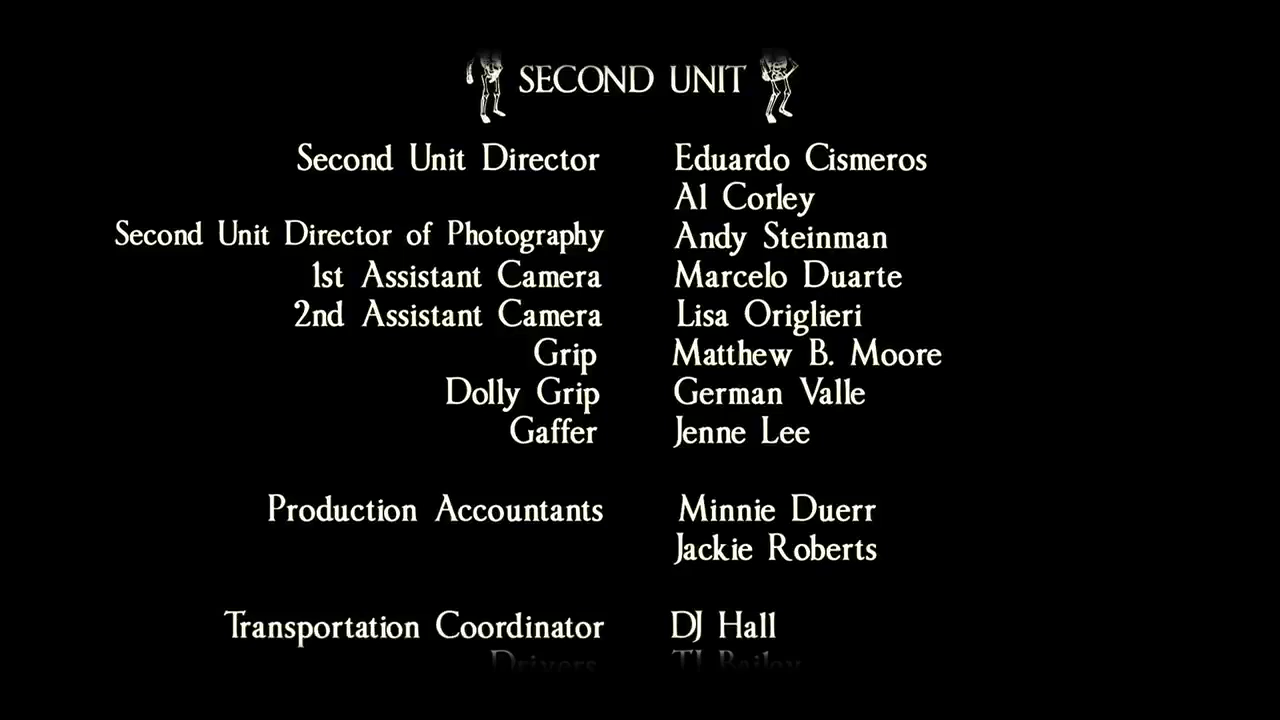 SECOND UNIT
Second Unit Director Eduardo Cismeros
Al Corley
Second Unit Director of Photography Andy Steinman
1st Assistant Camera Marcelo Duarte
2nd Assistant Camera Lisa Origlieri
Grip Matthew B. Moore
Dolly Grip German Valle
Gaffer Jenne Lee
Production Accountants Minnie Duerr
Jackie Roberts
Transportation Coordinator DJ Hall
Drivers